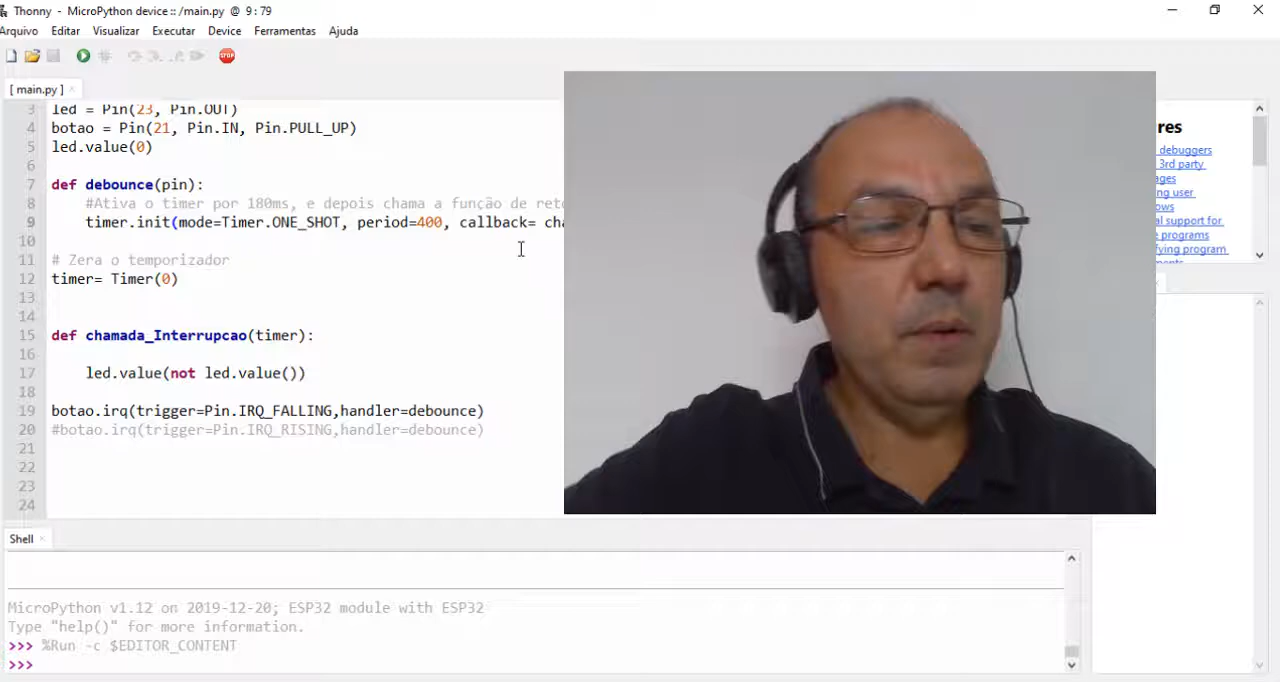 Thonny - MicroPython device:: /main.py @ 9:79
Arquivo Editar Visualizar Executar Device Ferramentas Ajuda
STOP
[ main.py ] ×
3 led = Pin(23, Pin.OUT)
4 botao = Pin(21, Pin.IN, Pin.PULL_UP)
5 led.value(0)
6
7 def debounce(pin):
8 #Ativa o timer por 180ms, e depois chama a função de reto
9 timer.init(mode=Timer.ONE_SHOT, period=400, callback= cha
10
11 # Zera o temporizador
12 timer= Timer(0)
13
14
15 def chamada_Interrupcao(timer):
16
17 led.value(not led.value())
18
19 botao.irq(trigger=Pin.IRQ_FALLING,handler=debounce)
20 #botao.irq(trigger=Pin.IRQ_RISING,handler=debounce)
21
22
23
24
res
debuggers
3rd party
ages
ng user
ows
al support for
e programs
fying program
Shell ×
MicroPython v1.12 on 2019-12-20; ESP32 module with ESP32
Type "help()" for more information.
>>> %Run -c $EDITOR_CONTENT
>>>